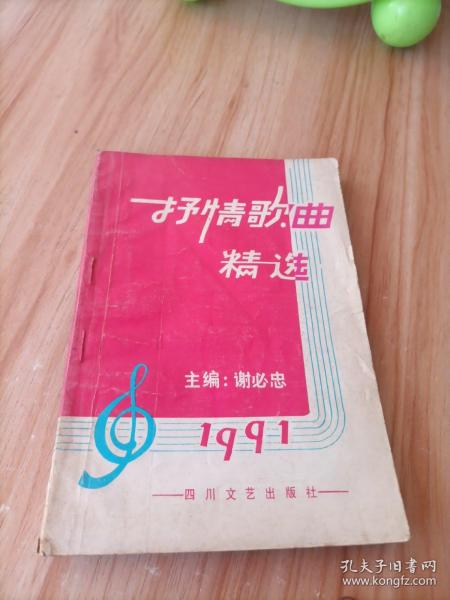 抒情歌曲
精选
主编：谢必忠
1991
四川文艺出版社
孔夫子旧书网
www.kongfz.com